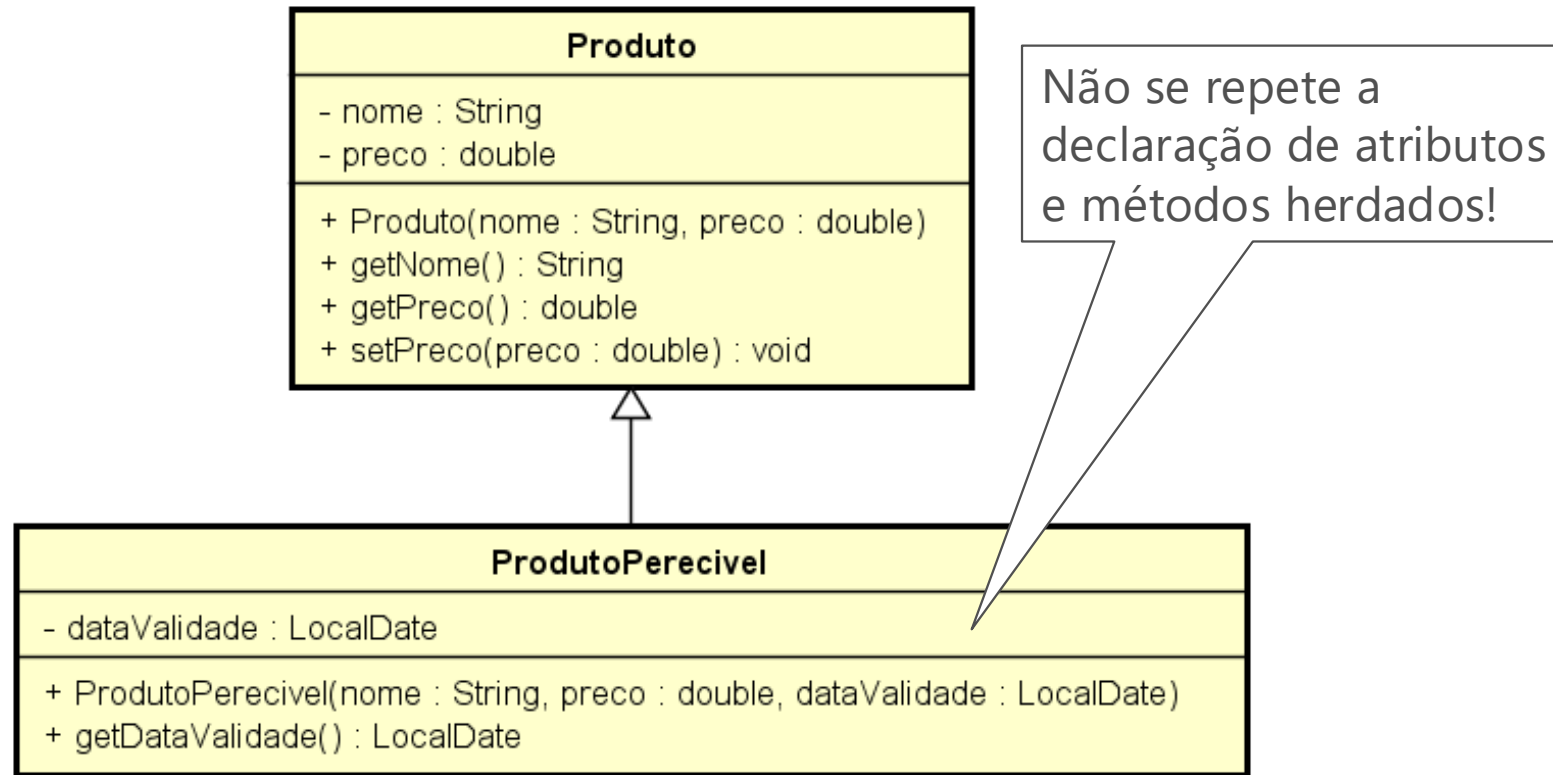 Produto
- nome : String
- preco : double
+ Produto(nome : String, preco : double)
+ getNome() : String
+ getPreco() : double
+ setPreco(preco : double) : void
Não se repete a
declaração de atributos
e métodos herdados!
ProdutoPerecivel
- dataValidade : LocalDate
+ ProdutoPerecivel(nome : String, preco : double, dataValidade : LocalDate)
+ getDataValidade() : LocalDate